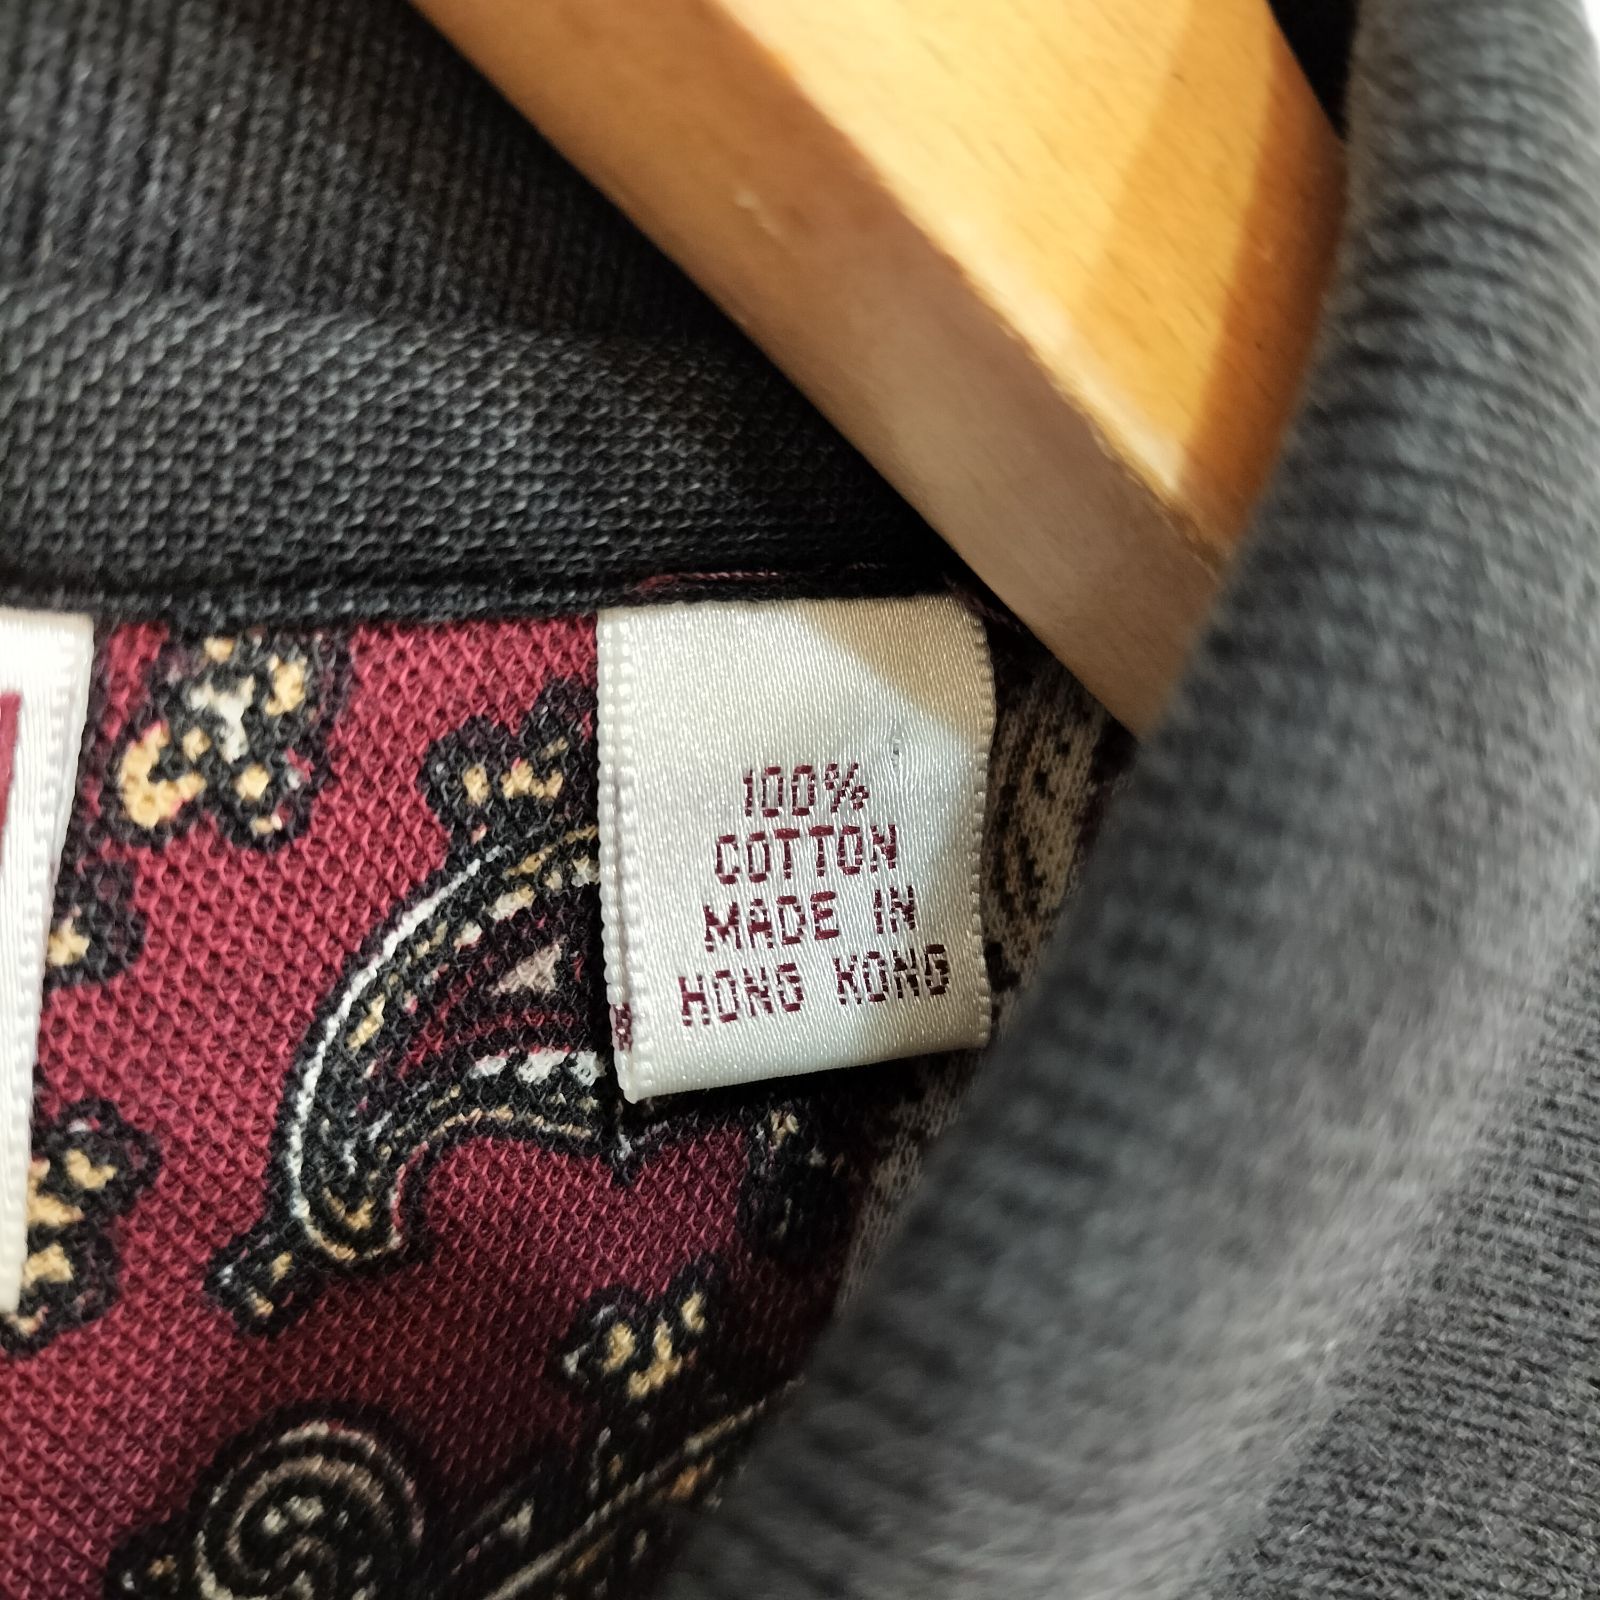 100%
COTTON
MADE IN
HONG KONG